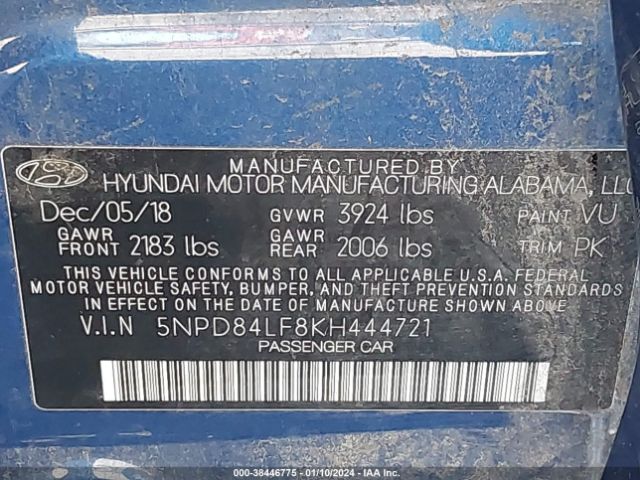 MANUFACTURED BY
HYUNDAI MOTOR MANUFACTURING ALABAMA, LLC
Dec/05/18 GVWR 3924 lbs PAINT VU
GAWR FRONT 2183 lbs GAWR REAR 2006 lbs TRIM PK
THIS VEHICLE CONFORMS TO ALL APPLICABLE U.S.A. FEDERAL
MOTOR VEHICLE SAFETY, BUMPER, AND THEFT PREVENTION STANDARDS
IN EFFECT ON THE DATE OF MANUFACTURE SHOWN ABOVE
V.I.N 5NPD84LF8KH444721
PASSENGER CAR
000-38446775 - 01/10/2024 - IAA Inc.